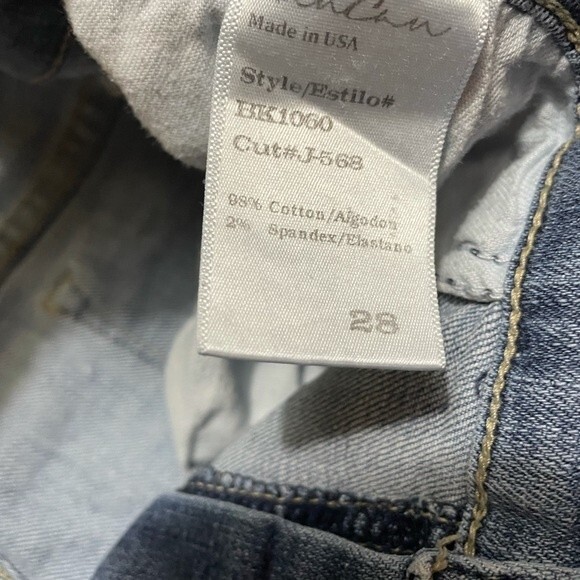 Made in USA
Style/Estilo#
BK1060
Cut#J-568
98% Cotton/Algodon
2% Spandex/Elastano
28